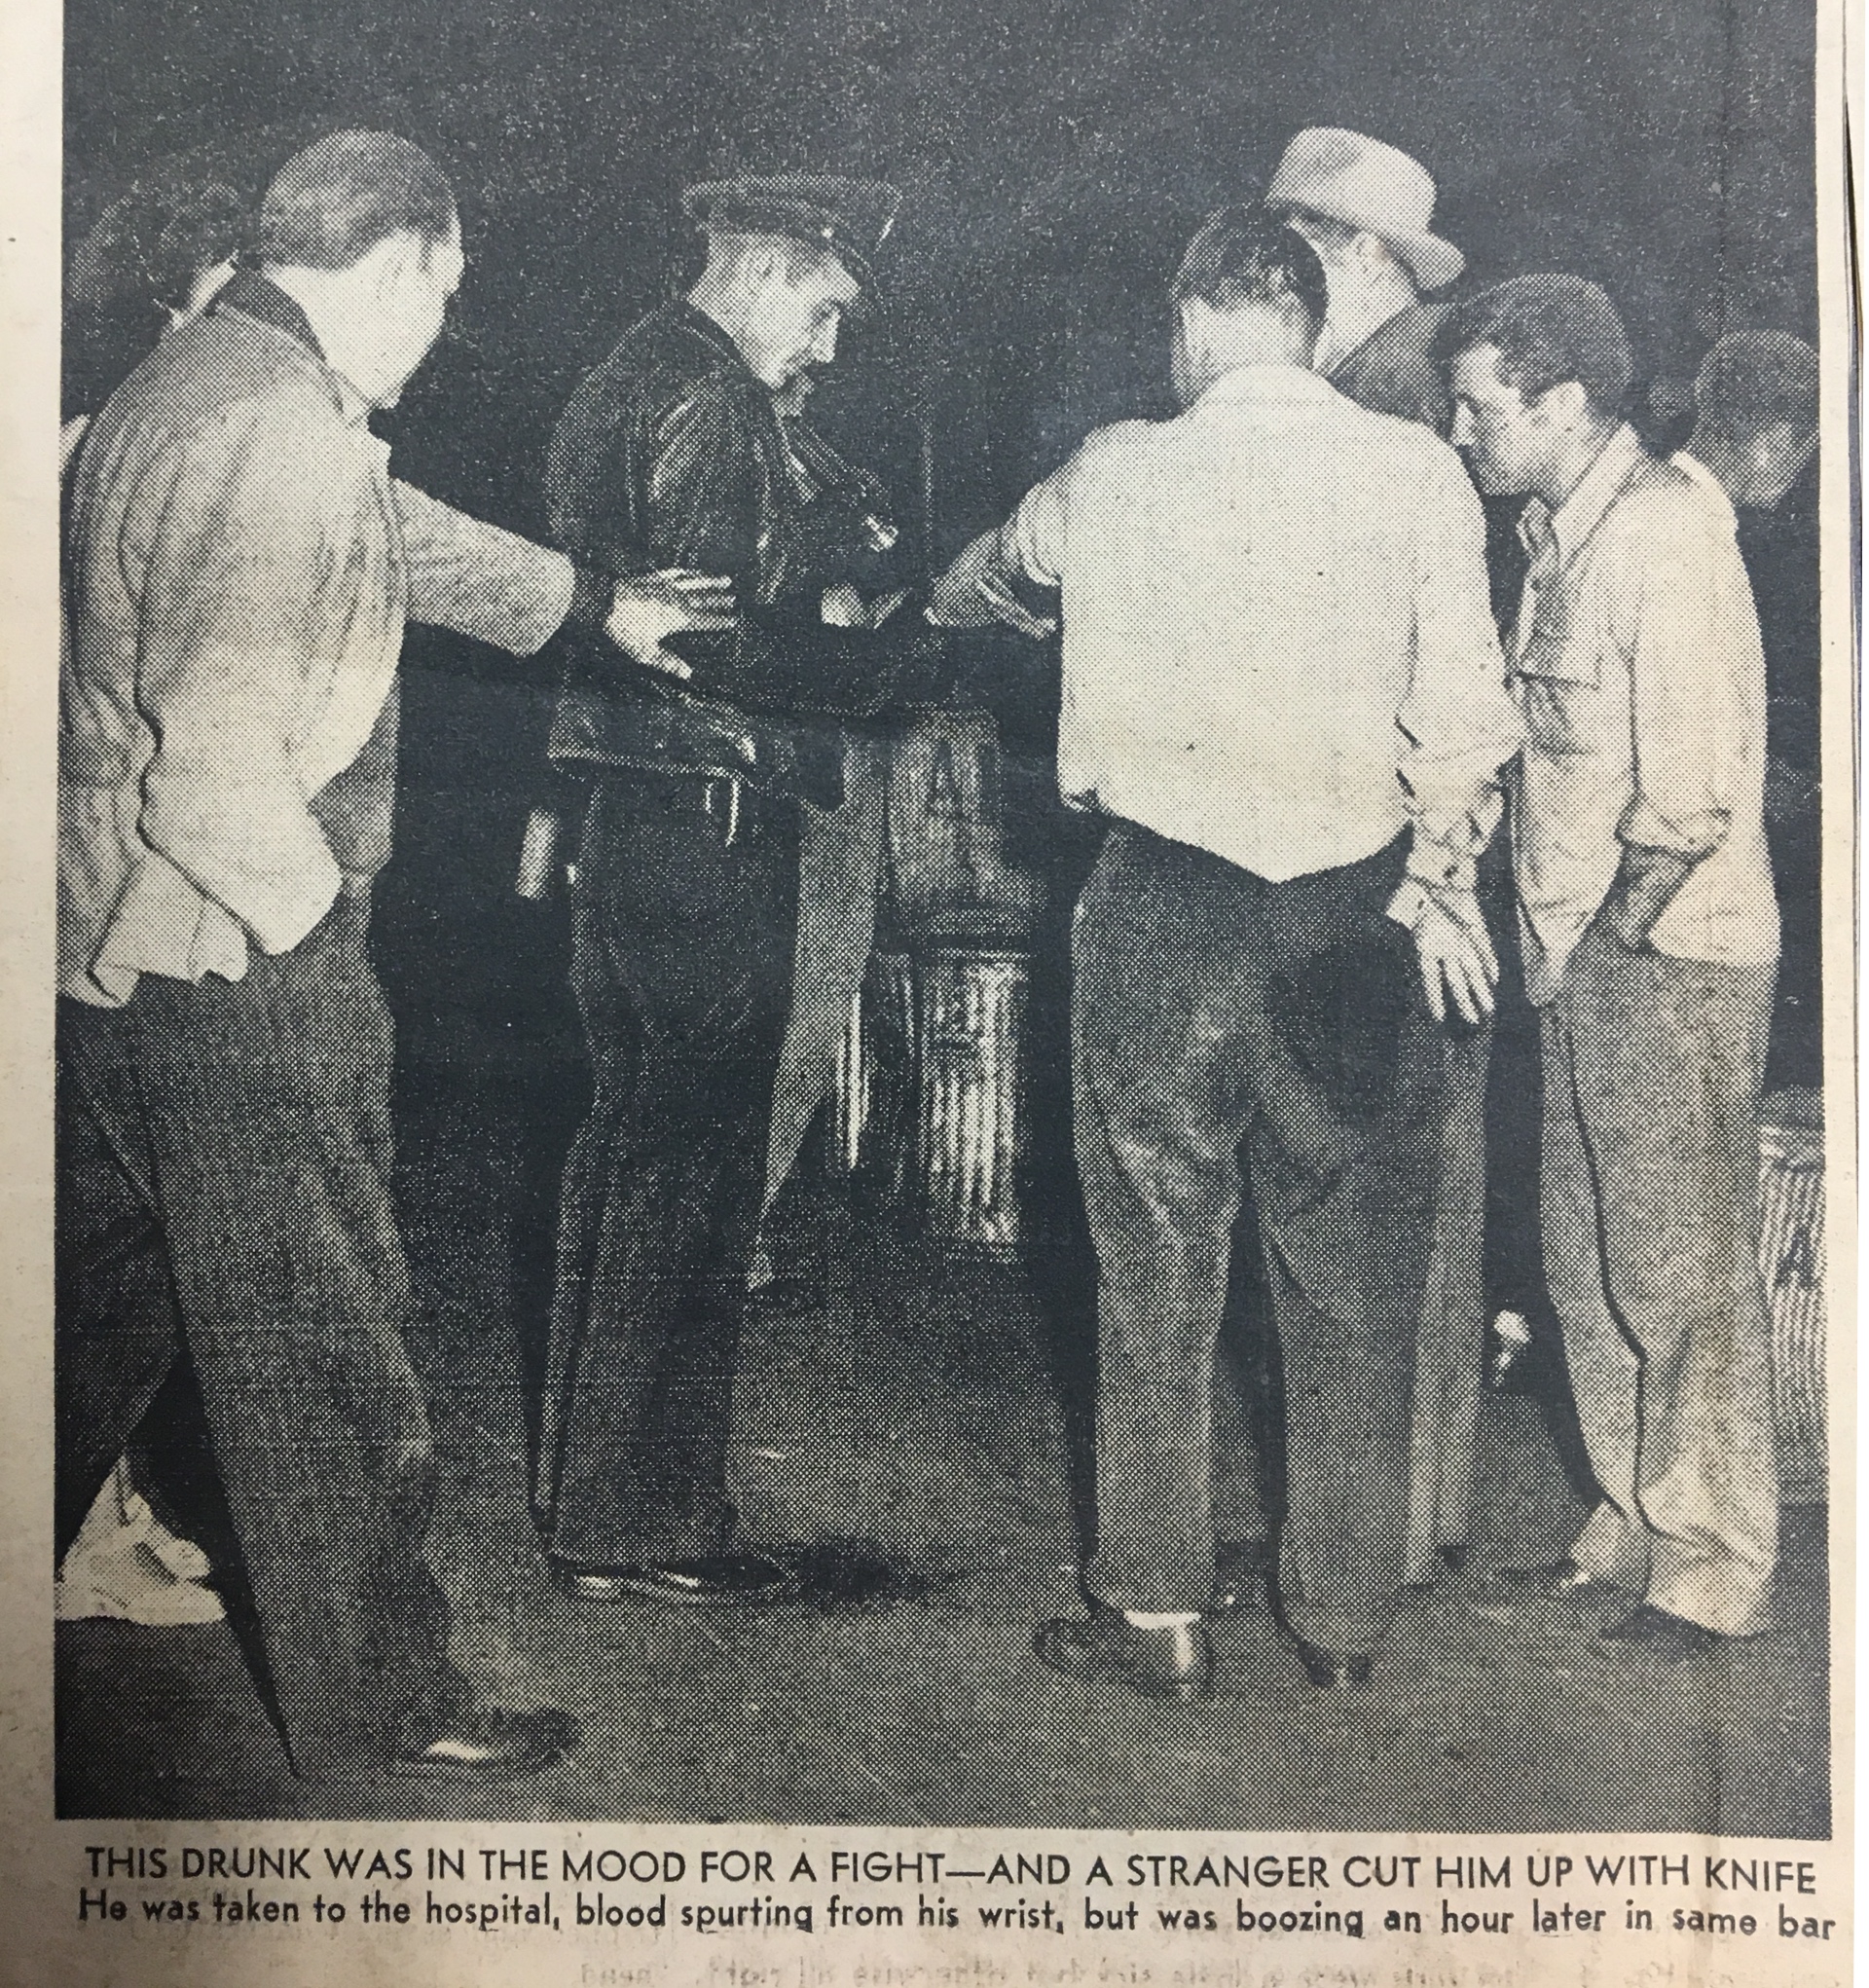 THIS DRUNK WAS IN THE MOOD FOR A FIGHT—AND A STRANGER CUT HIM UP WITH KNIFE
He was taken to the hospital, blood spurting from his wrist, but was boozing an hour later in same bar